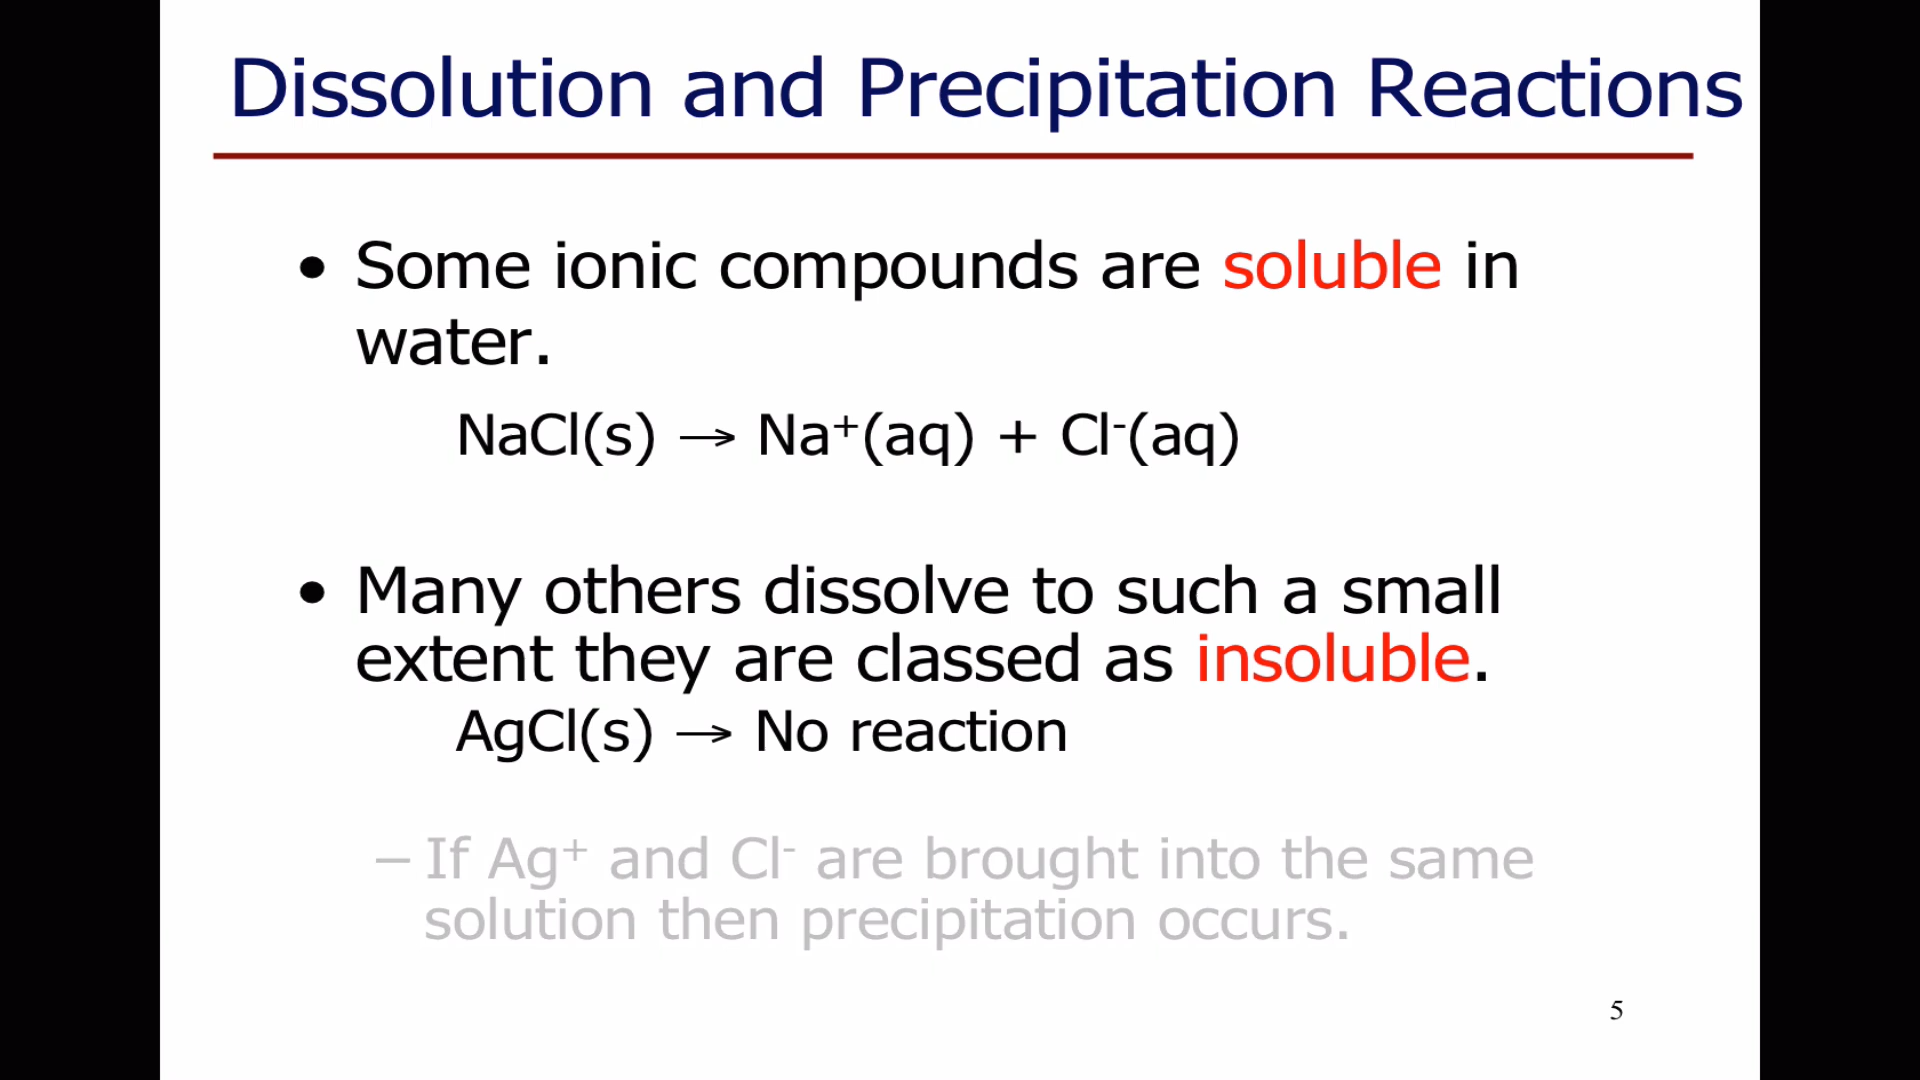 Dissolution and Precipitation Reactions
• Some ionic compounds are soluble in
water.
NaCl(s) → Na⁺(aq) + Cl⁻(aq)
• Many others dissolve to such a small
extent they are classed as insoluble.
AgCl(s) → No reaction
– If Ag⁺ and Cl⁻ are brought into the same
solution then precipitation occurs.
5